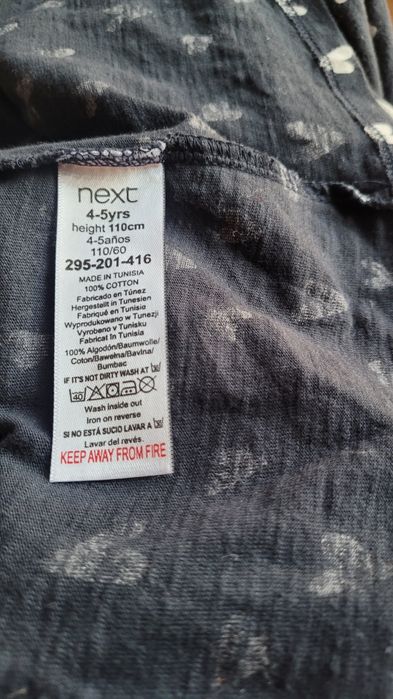 next
4-5yrs
height 110cm
4-5años
110/60
295-201-416
MADE IN TUNISIA
100% COTTON
Fabricado en Túnez
Hergestellt in Tunesien
Fabriqué en Tunisie
Wyprodukowano w Tunezji
Vyrobeno v Tunisku
Fabricat în Tunisia
100% Algodón/Baumwolle/
Coton/Bawełna/Bavlna/
Bumbac
IF IT'S NOT DIRTY WASH AT 30
40
Wash inside out
Iron on reverse
SI NO ESTÁ SUCIO LAVAR A 30
Lavar del revés.
KEEP AWAY FROM FIRE